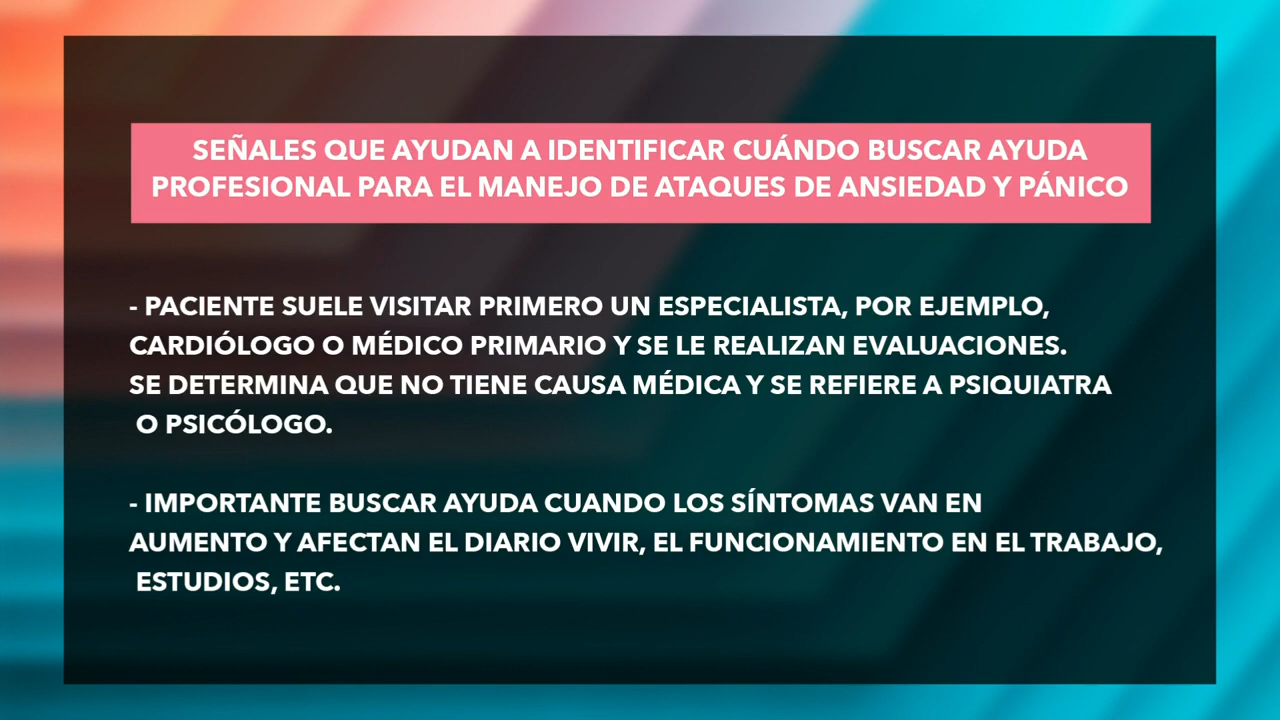 SEÑALES QUE AYUDAN A IDENTIFICAR CUÁNDO BUSCAR AYUDA
PROFESIONAL PARA EL MANEJO DE ATAQUES DE ANSIEDAD Y PÁNICO
- PACIENTE SUELE VISITAR PRIMERO UN ESPECIALISTA, POR EJEMPLO,
CARDIÓLOGO O MÉDICO PRIMARIO Y SE LE REALIZAN EVALUACIONES.
SE DETERMINA QUE NO TIENE CAUSA MÉDICA Y SE REFIERE A PSIQUIATRA
O PSICÓLOGO.
- IMPORTANTE BUSCAR AYUDA CUANDO LOS SÍNTOMAS VAN EN
AUMENTO Y AFECTAN EL DIARIO VIVIR, EL FUNCIONAMIENTO EN EL TRABAJO,
ESTUDIOS, ETC.